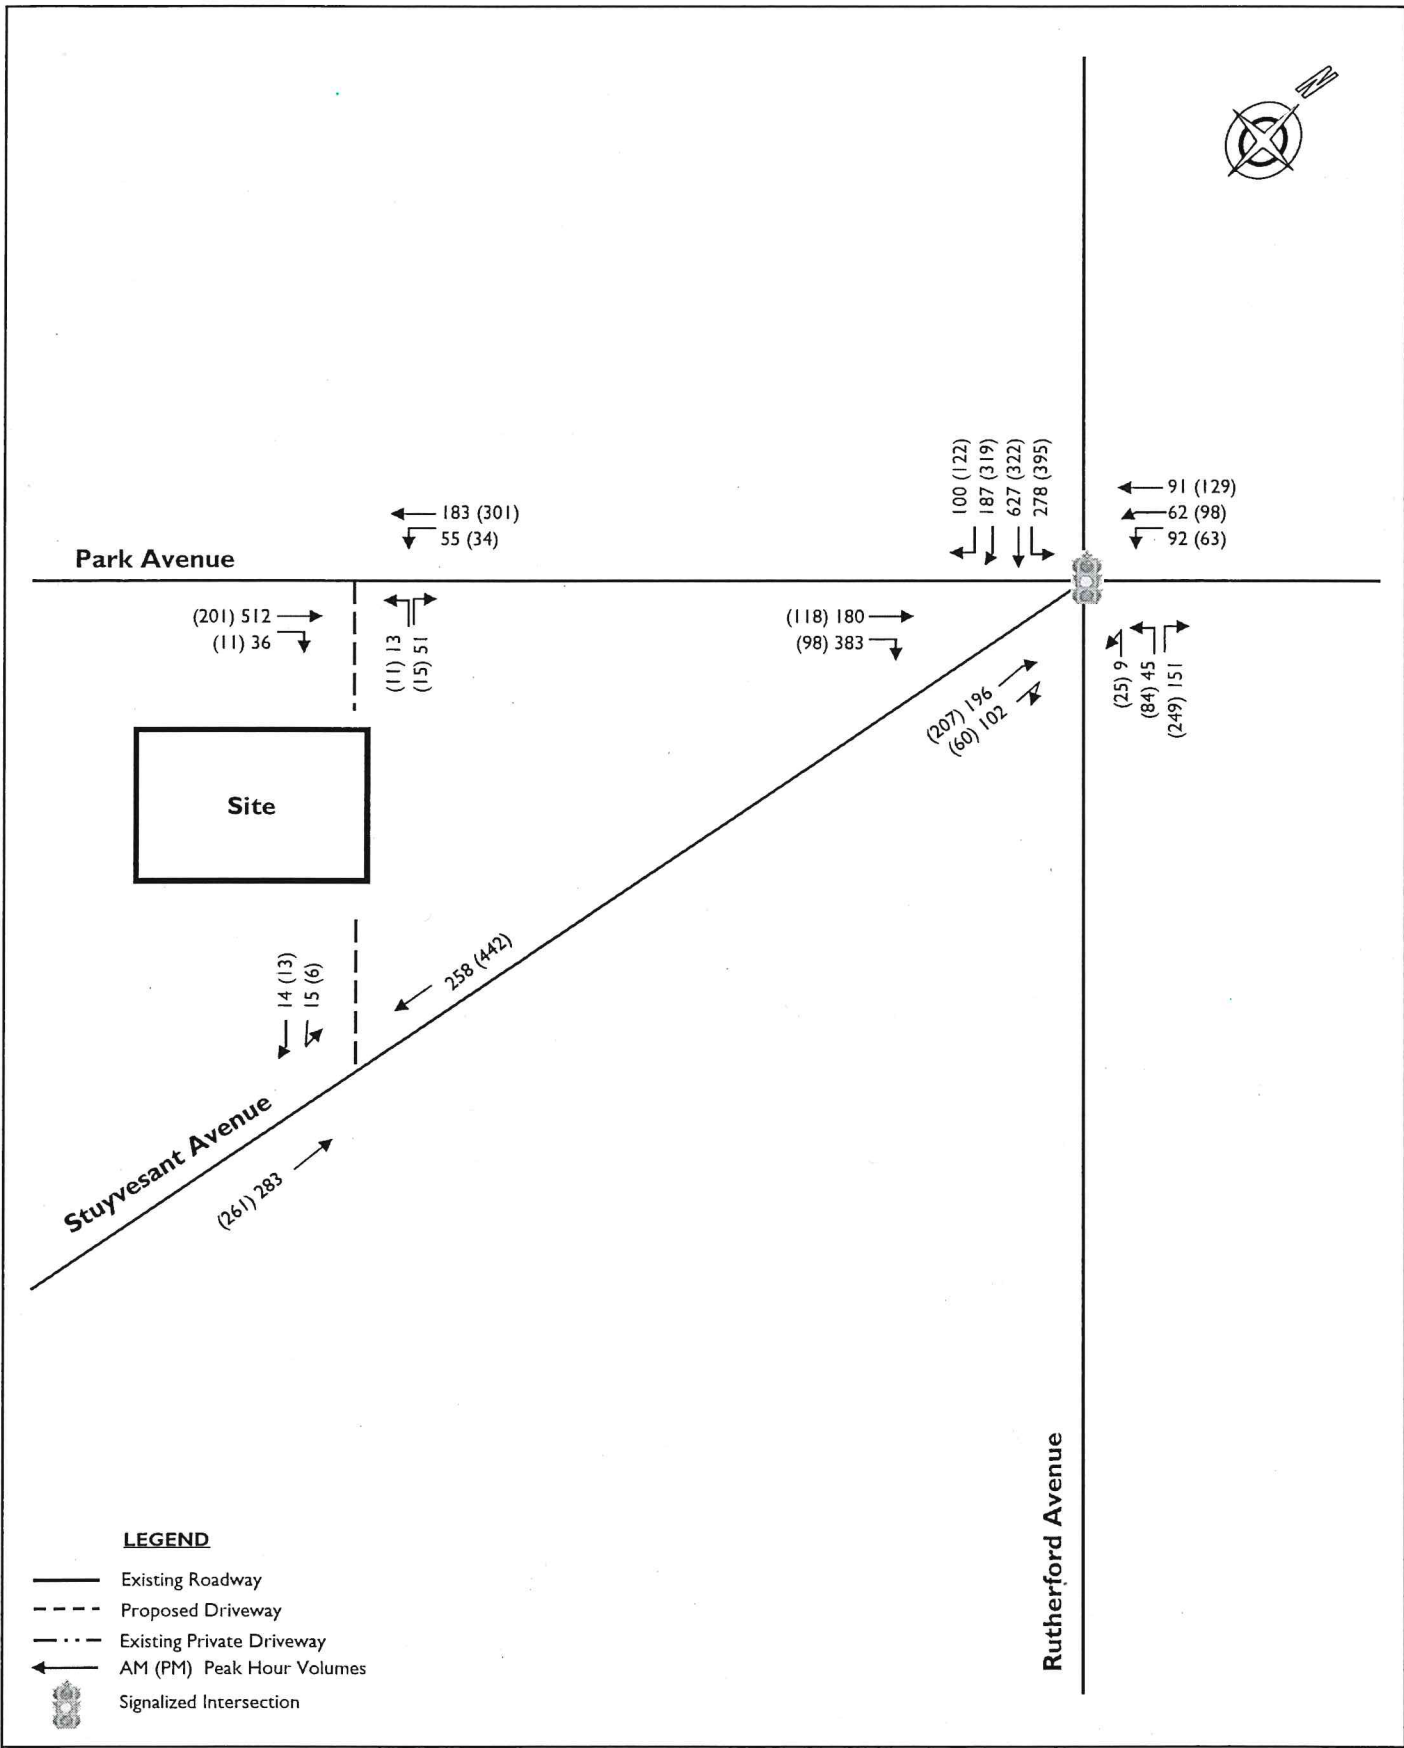 N
100 (122)
187 (319)
627 (322)
278 (395)
91 (129)
62 (98)
92 (63)
183 (301)
55 (34)
Park Avenue
(201) 512
(11) 36
(11) 13
(15) 51
(118) 180
(98) 383
(207) 196
(60) 102
(25) 9
(84) 45
(249) 151
Site
258 (442)
14 (13)
15 (6)
Stuyvesant Avenue
(261) 283
Rutherford Avenue
LEGEND
Existing Roadway
Proposed Driveway
Existing Private Driveway
AM (PM) Peak Hour Volumes
Signalized Intersection